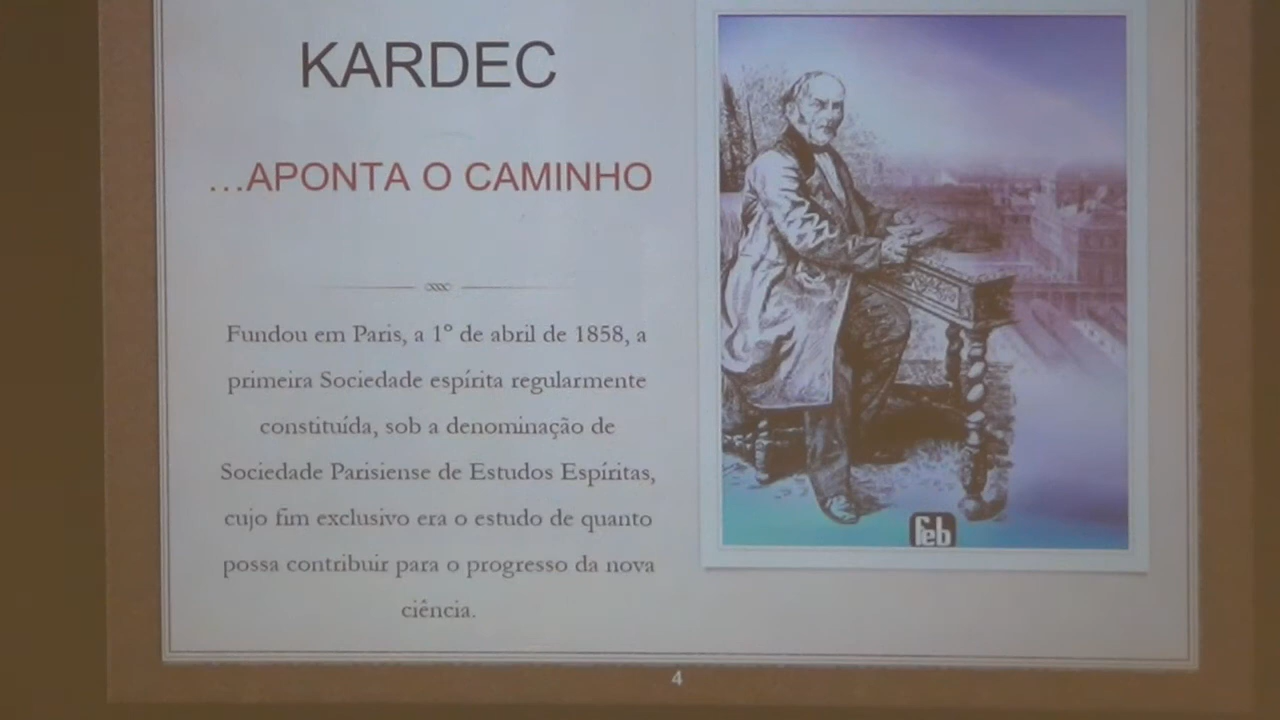 KARDEC
...APONTA O CAMINHO
Fundou em Paris, a 1º de abril de 1858, a
primeira Sociedade espírita regularmente
constituída, sob a denominação de
Sociedade Parisiense de Estudos Espíritas,
cujo fim exclusivo era o estudo de quanto
possa contribuir para o progresso da nova
ciência.
feb
4